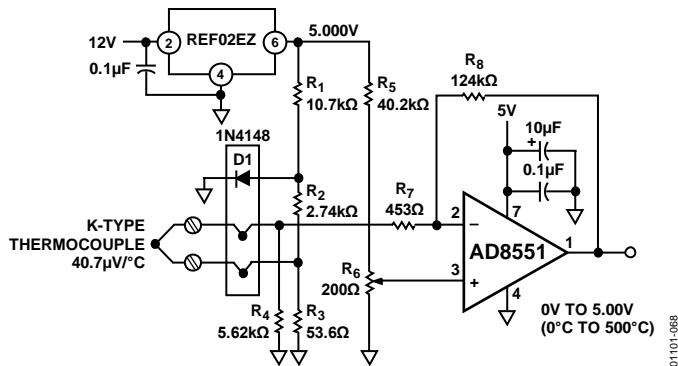 12V
2
REF02EZ
6
5.000V
0.1µF
4
R1
10.7kΩ
R5
40.2kΩ
R8
124kΩ
1N4148
D1
5V
10µF
+
0.1µF
R2
2.74kΩ
R7
453Ω
7
K-TYPE
THERMOCOUPLE
40.7µV/°C
2
–
AD8551
1
3
+
R6
200Ω
4
R4
5.62kΩ
R3
53.6Ω
0V TO 5.00V
(0°C TO 500°C)
01101-068